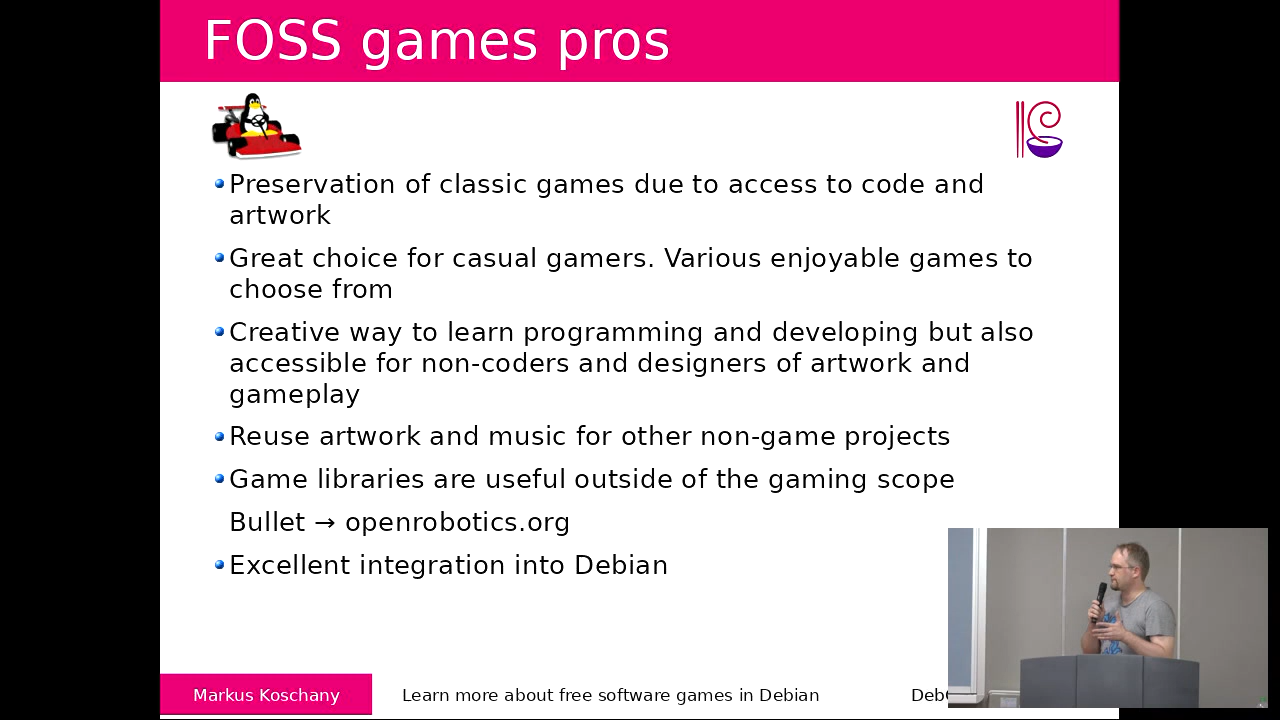 FOSS games pros
Preservation of classic games due to access to code and
artwork
Great choice for casual gamers. Various enjoyable games to
choose from
Creative way to learn programming and developing but also
accessible for non-coders and designers of artwork and
gameplay
Reuse artwork and music for other non-game projects
Game libraries are useful outside of the gaming scope
Bullet → openrobotics.org
Excellent integration into Debian
Markus Koschany
Learn more about free software games in Debian